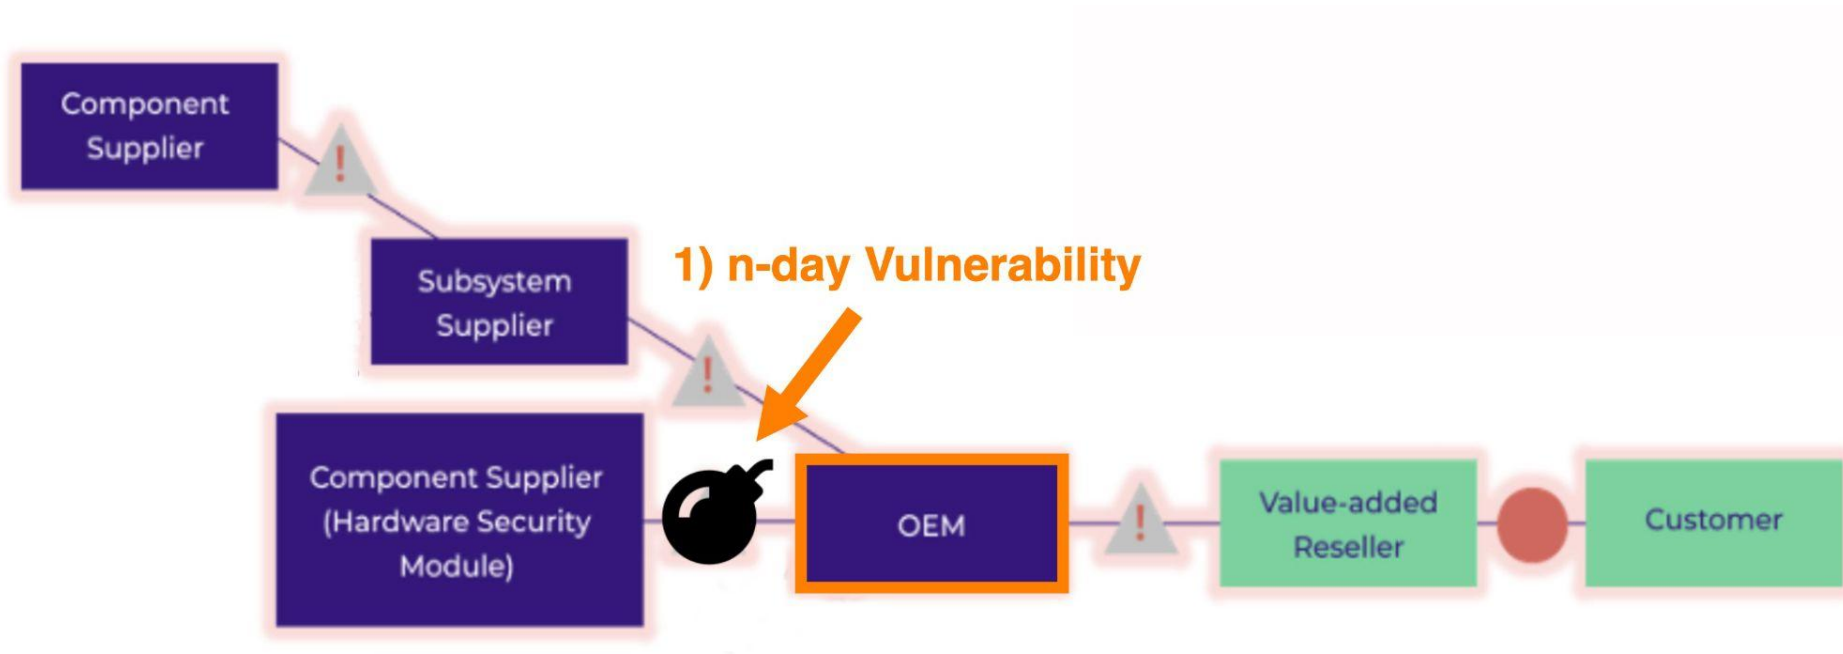 Component
Supplier
!
Subsystem
Supplier
1) n-day Vulnerability
!
Component Supplier
(Hardware Security
Module)
OEM
!
Value-added
Reseller
Customer